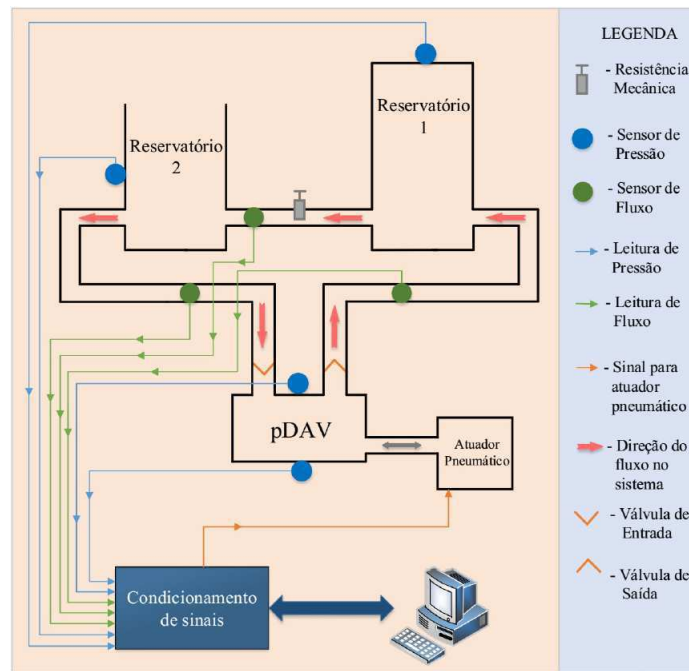 Reservatório
1
Reservatório
2
pDAV
Atuador
Pneumático
Condicionamento
de sinais
LEGENDA
- Resistência
Mecânica
- Sensor de
Pressão
- Sensor de
Fluxo
- Leitura de
Pressão
- Leitura de
Fluxo
- Sinal para
atuador
pneumático
- Direção do
fluxo no
sistema
- Válvula de
Entrada
- Válvula de
Saída